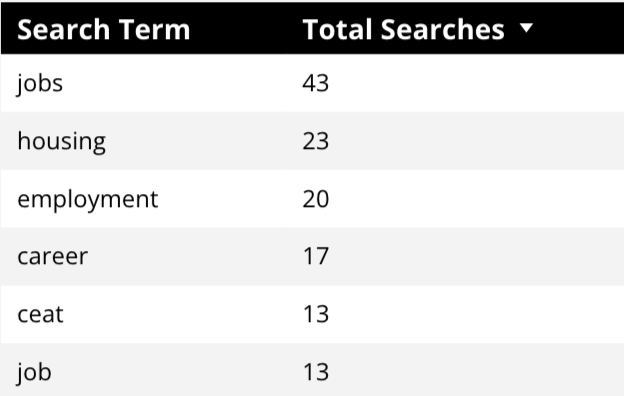 Search Term Total Searches ▼
jobs 43
housing 23
employment 20
career 17
ceat 13
job 13